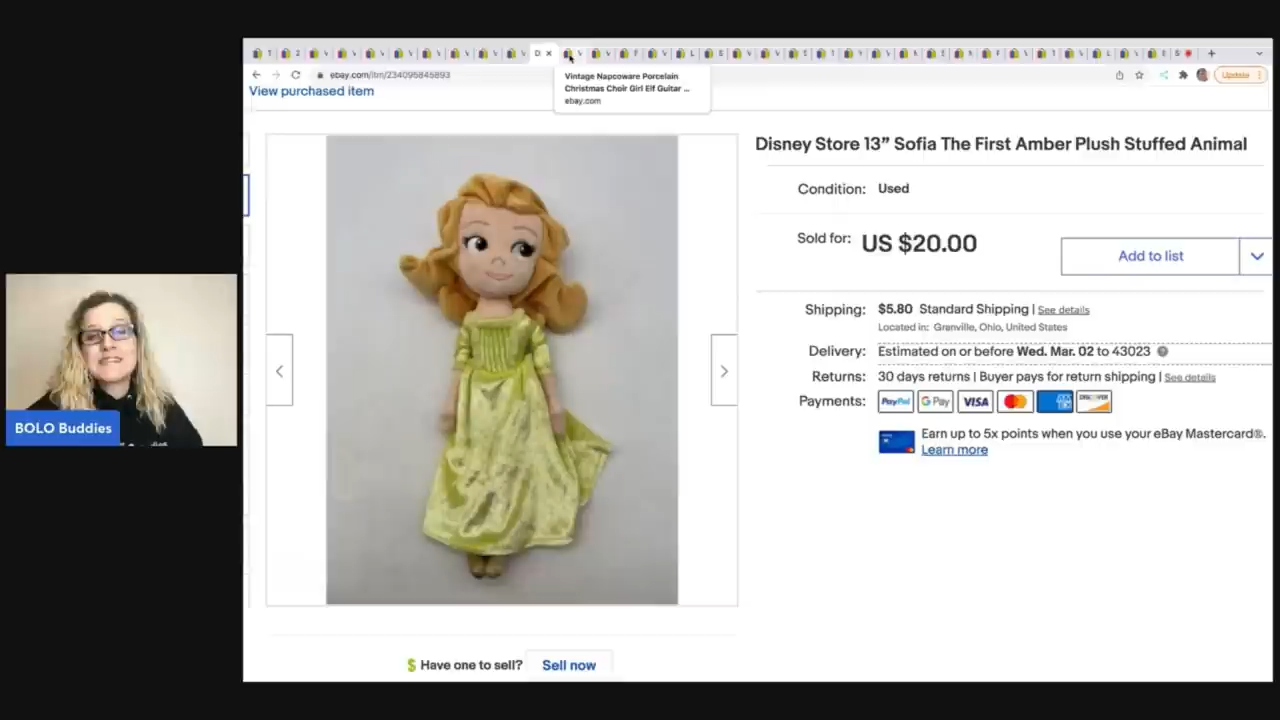 ebay.com/itm/234095845893
Update
Vintage Napcoware Porcelain
Christmas Choir Girl Elf Guitar ...
ebay.com
View purchased item
Disney Store 13” Sofia The First Amber Plush Stuffed Animal
Condition: Used
Sold for: US $20.00
Add to list
Shipping: $5.80 Standard Shipping | See details
Located in: Granville, Ohio, United States
Delivery: Estimated on or before Wed. Mar. 02 to 43023
Returns: 30 days returns | Buyer pays for return shipping | See details
Payments: PayPal G Pay VISA DISCOVER
Earn up to 5x points when you use your eBay Mastercard®.
Learn more
BOLO Buddies
$ Have one to sell? Sell now